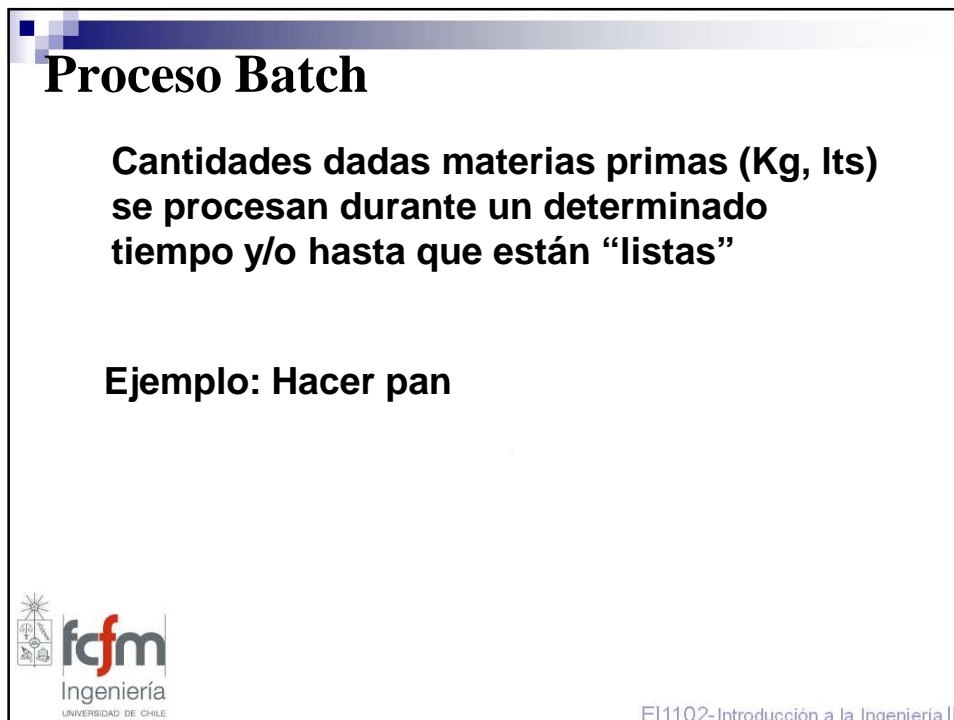 Proceso Batch
Cantidades dadas materias primas (Kg, lts)
se procesan durante un determinado
tiempo y/o hasta que están “listas”
Ejemplo: Hacer pan
fcfm
Ingeniería
UNIVERSIDAD DE CHILE
EI1102-Introducción a la Ingeniería II